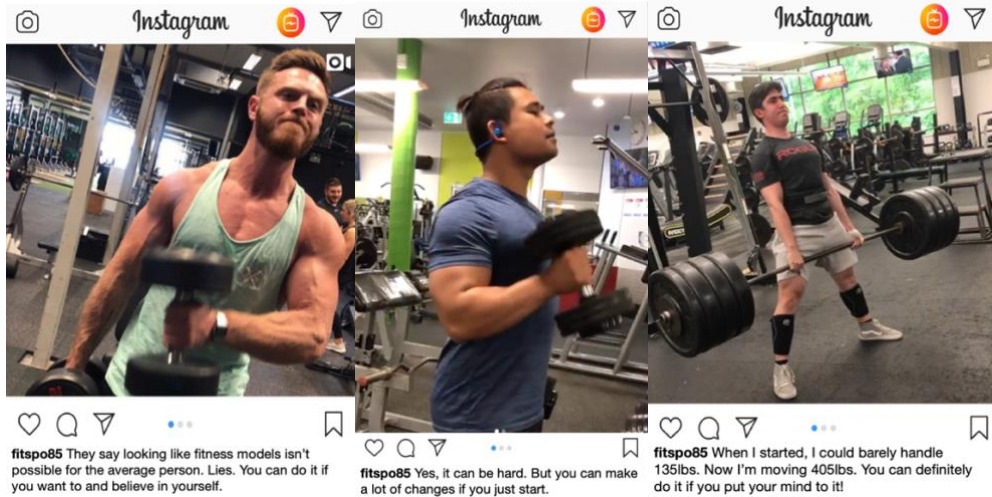 Instagram
fitspo85 They say looking like fitness models isn't
possible for the average person. Lies. You can do it if
you want to and believe in yourself.
Instagram
fitspo85 Yes, it can be hard. But you can make
a lot of changes if you just start.
Instagram
ROGUE
fitspo85 When I started, I could barely handle
135lbs. Now I'm moving 405lbs. You can definitely
do it if you put your mind to it!